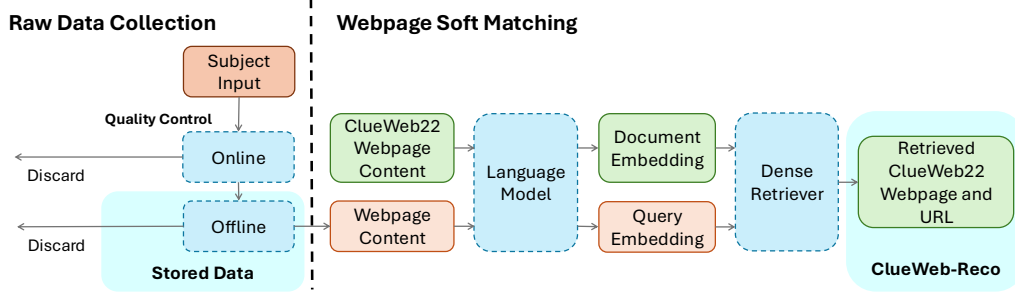 Raw Data Collection
Webpage Soft Matching
Subject
Input
Quality Control
Online
Discard
Offline
Discard
Stored Data
ClueWeb22
Webpage
Content
Webpage
Content
Language
Model
Document
Embedding
Query
Embedding
Dense
Retriever
Retrieved
ClueWeb22
Webpage and
URL
ClueWeb-Reco